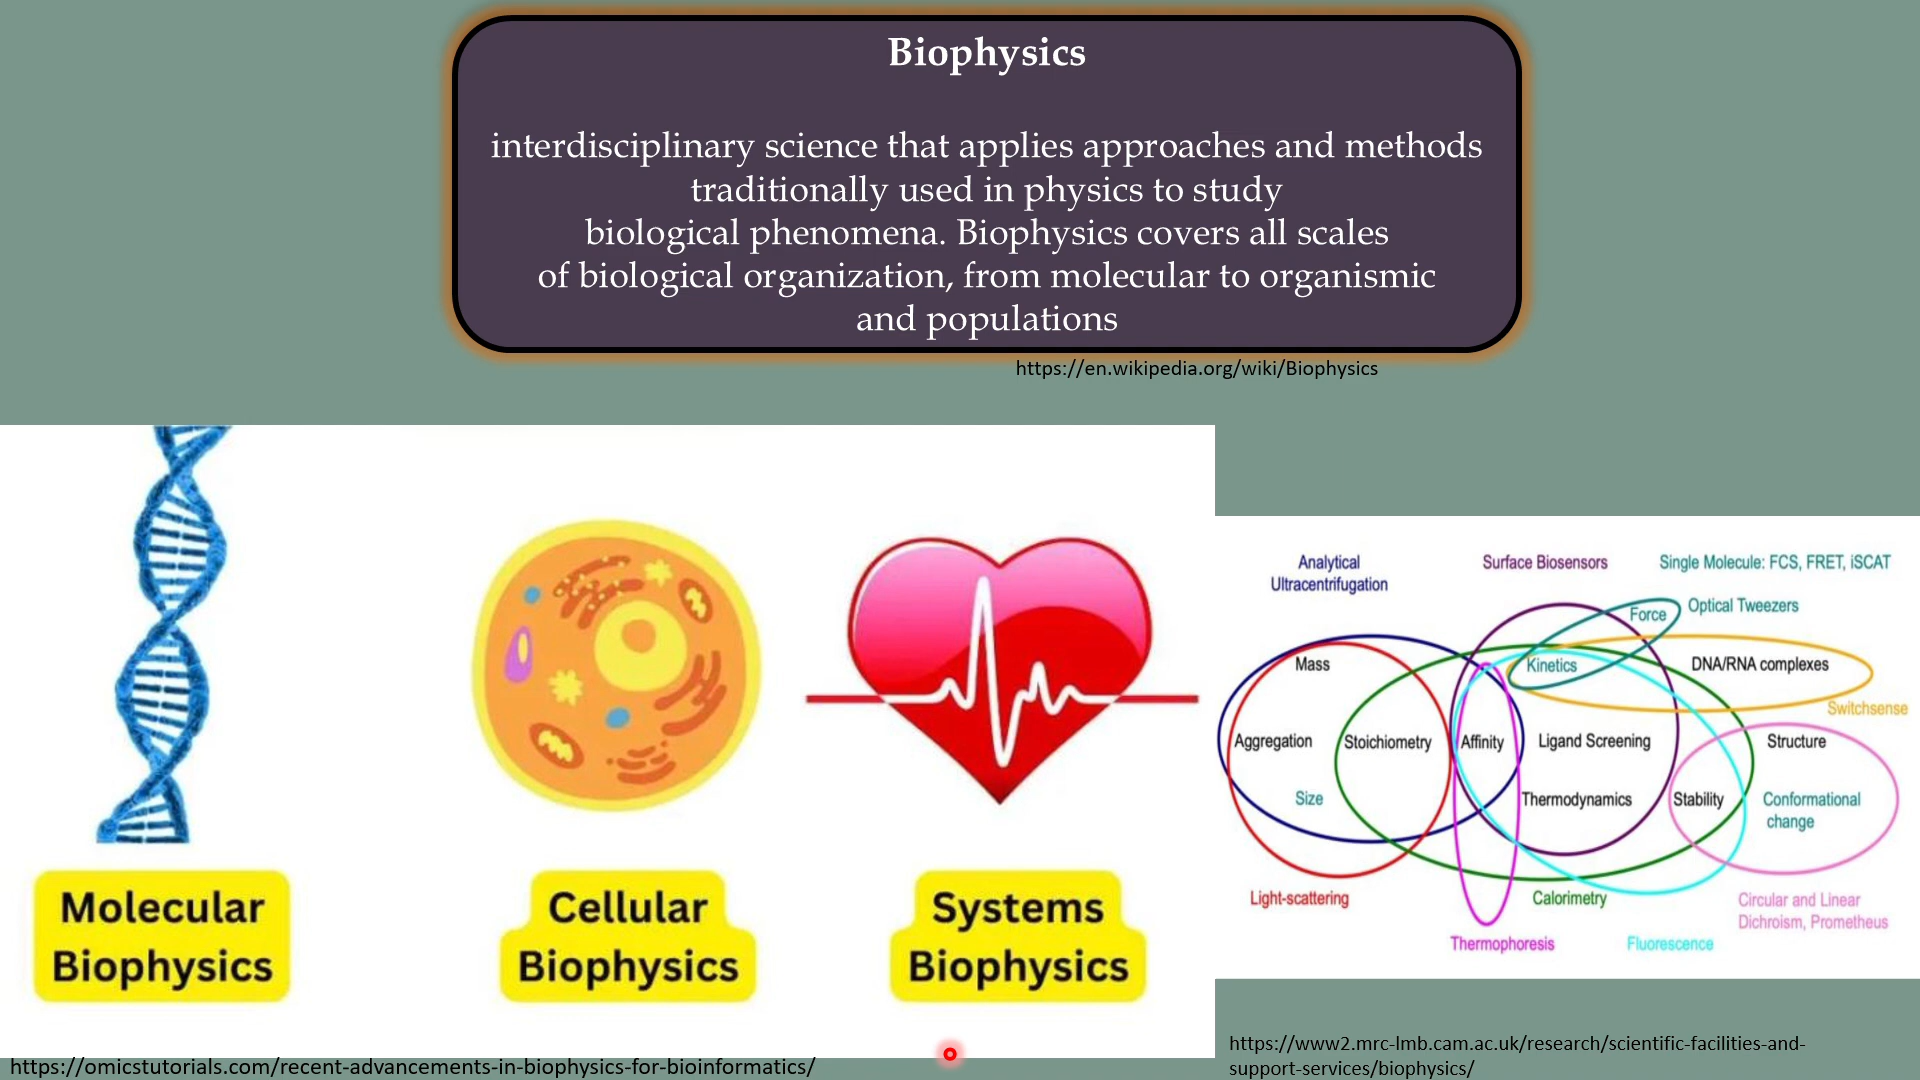 Biophysics
interdisciplinary science that applies approaches and methods
traditionally used in physics to study
biological phenomena. Biophysics covers all scales
of biological organization, from molecular to organismic
and populations
https://en.wikipedia.org/wiki/Biophysics
Molecular
Biophysics
Cellular
Biophysics
Systems
Biophysics
https://omicstutorials.com/recent-advancements-in-biophysics-for-bioinformatics/
Analytical
Ultracentrifugation
Surface Biosensors
Single Molecule: FCS, FRET, iSCAT
Force
Optical Tweezers
Mass
Kinetics
DNA/RNA complexes
Switchsense
Aggregation
Stoichiometry
Affinity
Ligand Screening
Structure
Size
Thermodynamics
Stability
Conformational
change
Light-scattering
Calorimetry
Circular and Linear
Dichroism, Prometheus
Thermophoresis
Fluorescence
https://www2.mrc-lmb.cam.ac.uk/research/scientific-facilities-and-
support-services/biophysics/